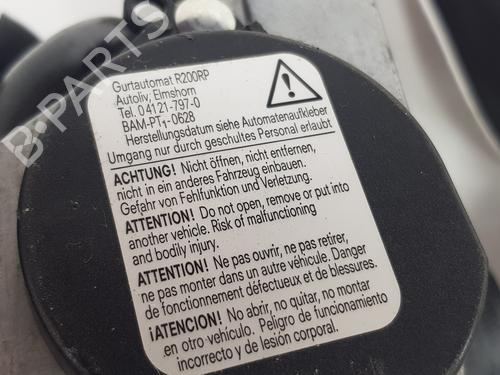 B-PARTS
Gurtautomat R200RP
Autoliv; Elmshorn
Tel. 04121-797-0
BAM-PT₁-0628
Herstellungsdatum siehe Automatenaufkleber
Umgang nur durch geschultes Personal erlaubt.
ACHTUNG! Nicht öffnen, nicht entfernen,
nicht in ein anderes Fahrzeug einbauen.
Gefahr von Fehlfunktion und Verletzung.
ATTENTION! Do not open, remove or put into
another vehicle. Risk of malfunctioning
and bodily injury.
ATTENTION! Ne pas ouvrir, ne pas retirer,
ne pas monter dans un autre véhicule. Danger
de fonctionnement défectueux et de blessures.
¡ATENCION! No abrir, no quitar, no montar
en otro vehículo. Peligro de funcionamiento
incorrecto y de lesión corporal.